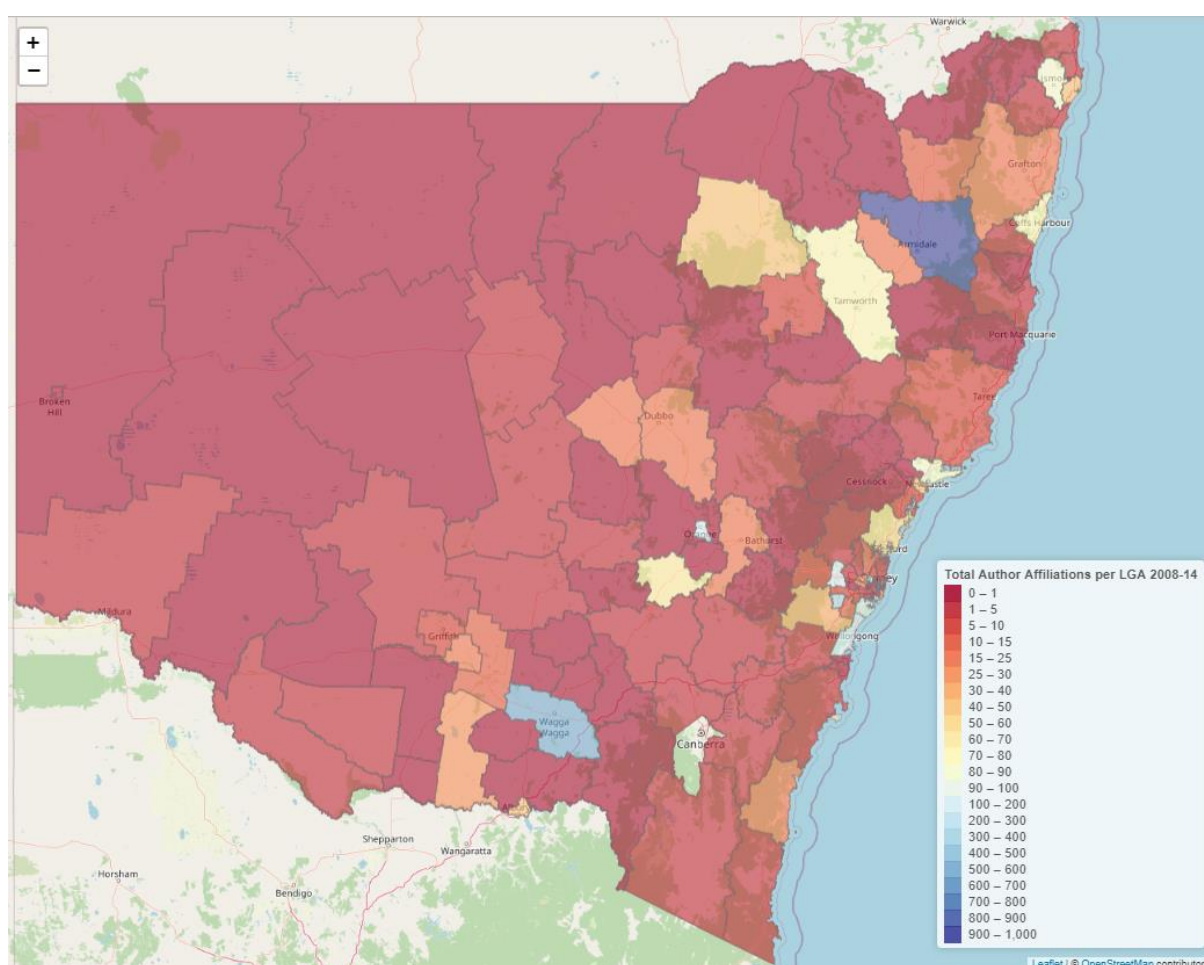 Warwick
+
−
Grafton
Coffs Harbour
Armidale
Tamworth
Port Macquarie
Broken
Hill
Dubbo
Taree
Cessnock
Newcastle
Orange
Bathurst
Total Author Affiliations per LGA 2008-14
0 – 1
1 – 5
5 – 10
10 – 15
15 – 25
25 – 30
30 – 40
40 – 50
50 – 60
60 – 70
70 – 80
80 – 90
90 – 100
100 – 200
200 – 300
300 – 400
400 – 500
500 – 600
600 – 700
700 – 800
800 – 900
900 – 1,000
Mildura
Griffith
Wollongong
Wagga
Wagga
Canberra
Shepparton
Wangaratta
Horsham
Bendigo
Leaflet | © OpenStreetMap contributor